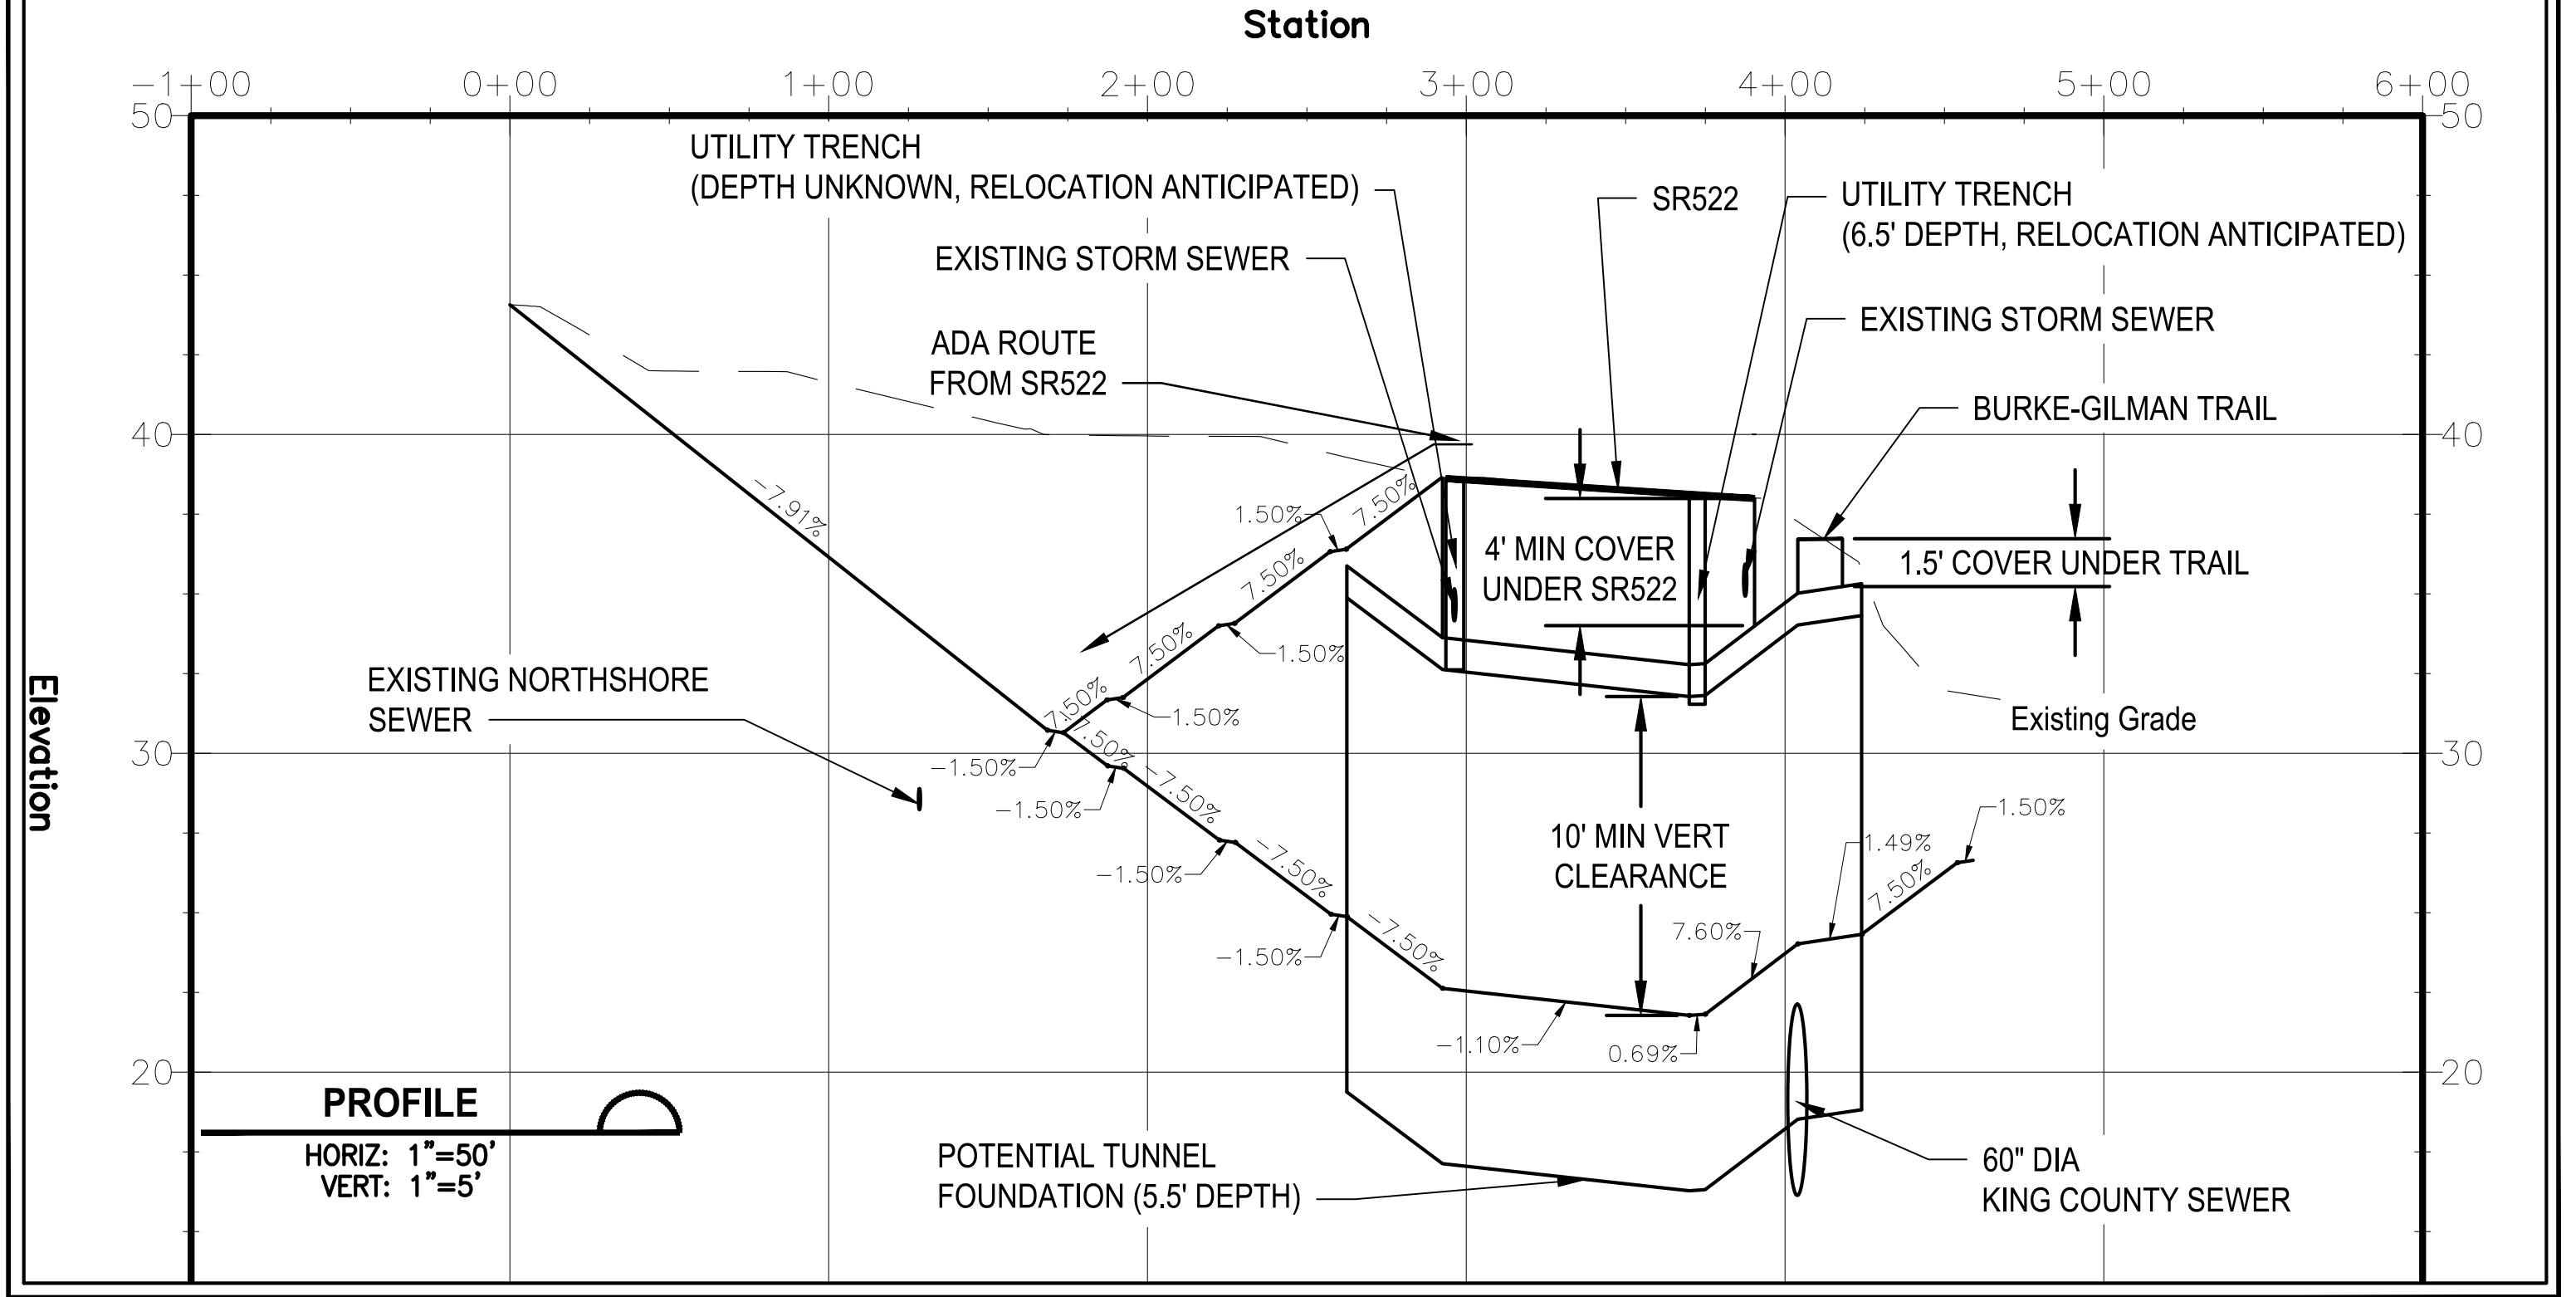 Station
-1+00 0+00 1+00 2+00 3+00 4+00 5+00 6+00
50 50
UTILITY TRENCH
(DEPTH UNKNOWN, RELOCATION ANTICIPATED)
SR522
UTILITY TRENCH
(6.5' DEPTH, RELOCATION ANTICIPATED)
EXISTING STORM SEWER
EXISTING STORM SEWER
ADA ROUTE
FROM SR522
BURKE-GILMAN TRAIL
40 40
-7.91%
1.50%
7.50%
7.50%
4' MIN COVER
UNDER SR522
1.5' COVER UNDER TRAIL
7.50%
1.50%
EXISTING NORTHSHORE
SEWER
7.50%
1.50%
Existing Grade
Elevation
30 30
-1.50%
-7.50%
-1.50%
-7.50%
-1.50%
-7.50%
-1.50%
-7.50%
10' MIN VERT
CLEARANCE
1.50%
1.49%
7.50%
7.60%
-1.10%
0.69%
20 20
PROFILE
HORIZ: 1"=50'
VERT: 1"=5'
POTENTIAL TUNNEL
FOUNDATION (5.5' DEPTH)
60" DIA
KING COUNTY SEWER